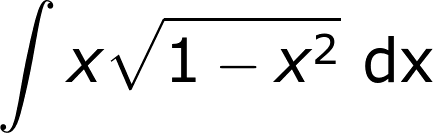 ∫ x√(1 − x²) dx